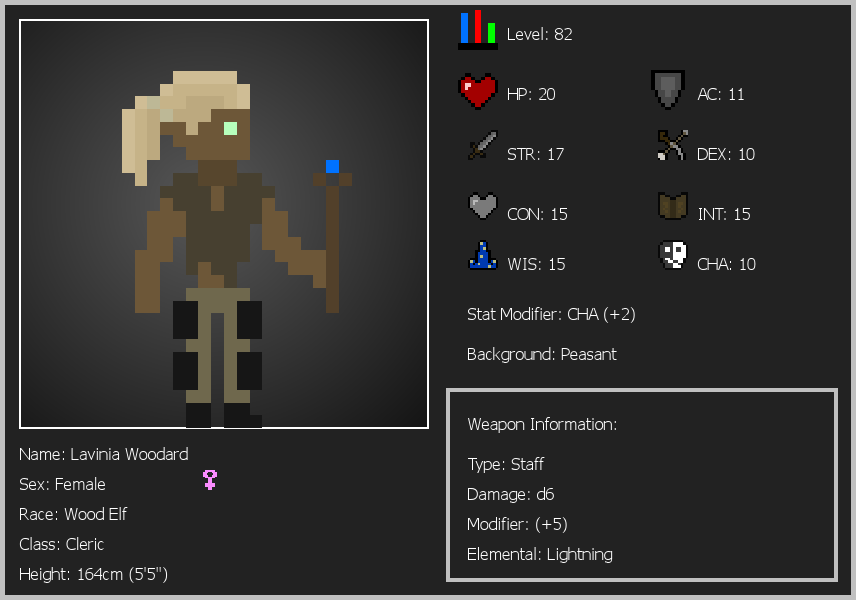 Level: 82
HP: 20
AC: 11
STR: 17
DEX: 10
CON: 15
INT: 15
WIS: 15
CHA: 10
Stat Modifier: CHA (+2)
Background: Peasant
Name: Lavinia Woodard
Sex: Female
Race: Wood Elf
Class: Cleric
Height: 164cm (5'5")
Weapon Information:
Type: Staff
Damage: d6
Modifier: (+5)
Elemental: Lightning